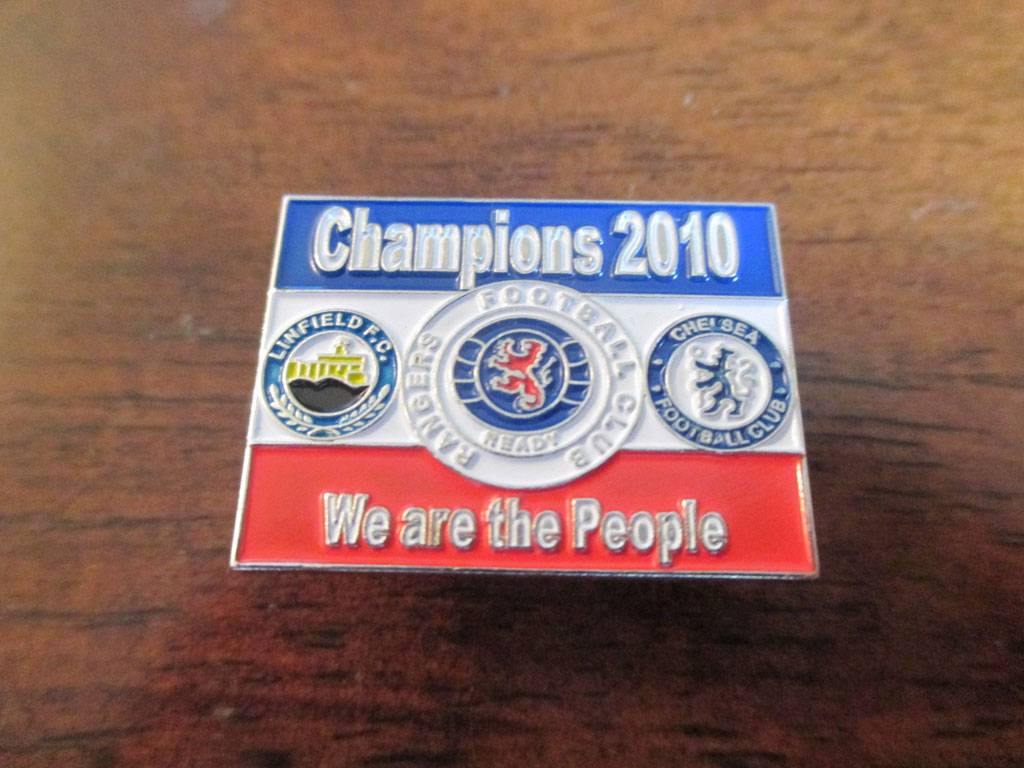 Champions 2010
LINFIELD F.C.
RANGERS FOOTBALL CLUB
READY
CHELSEA
FOOTBALL CLUB
We are the People